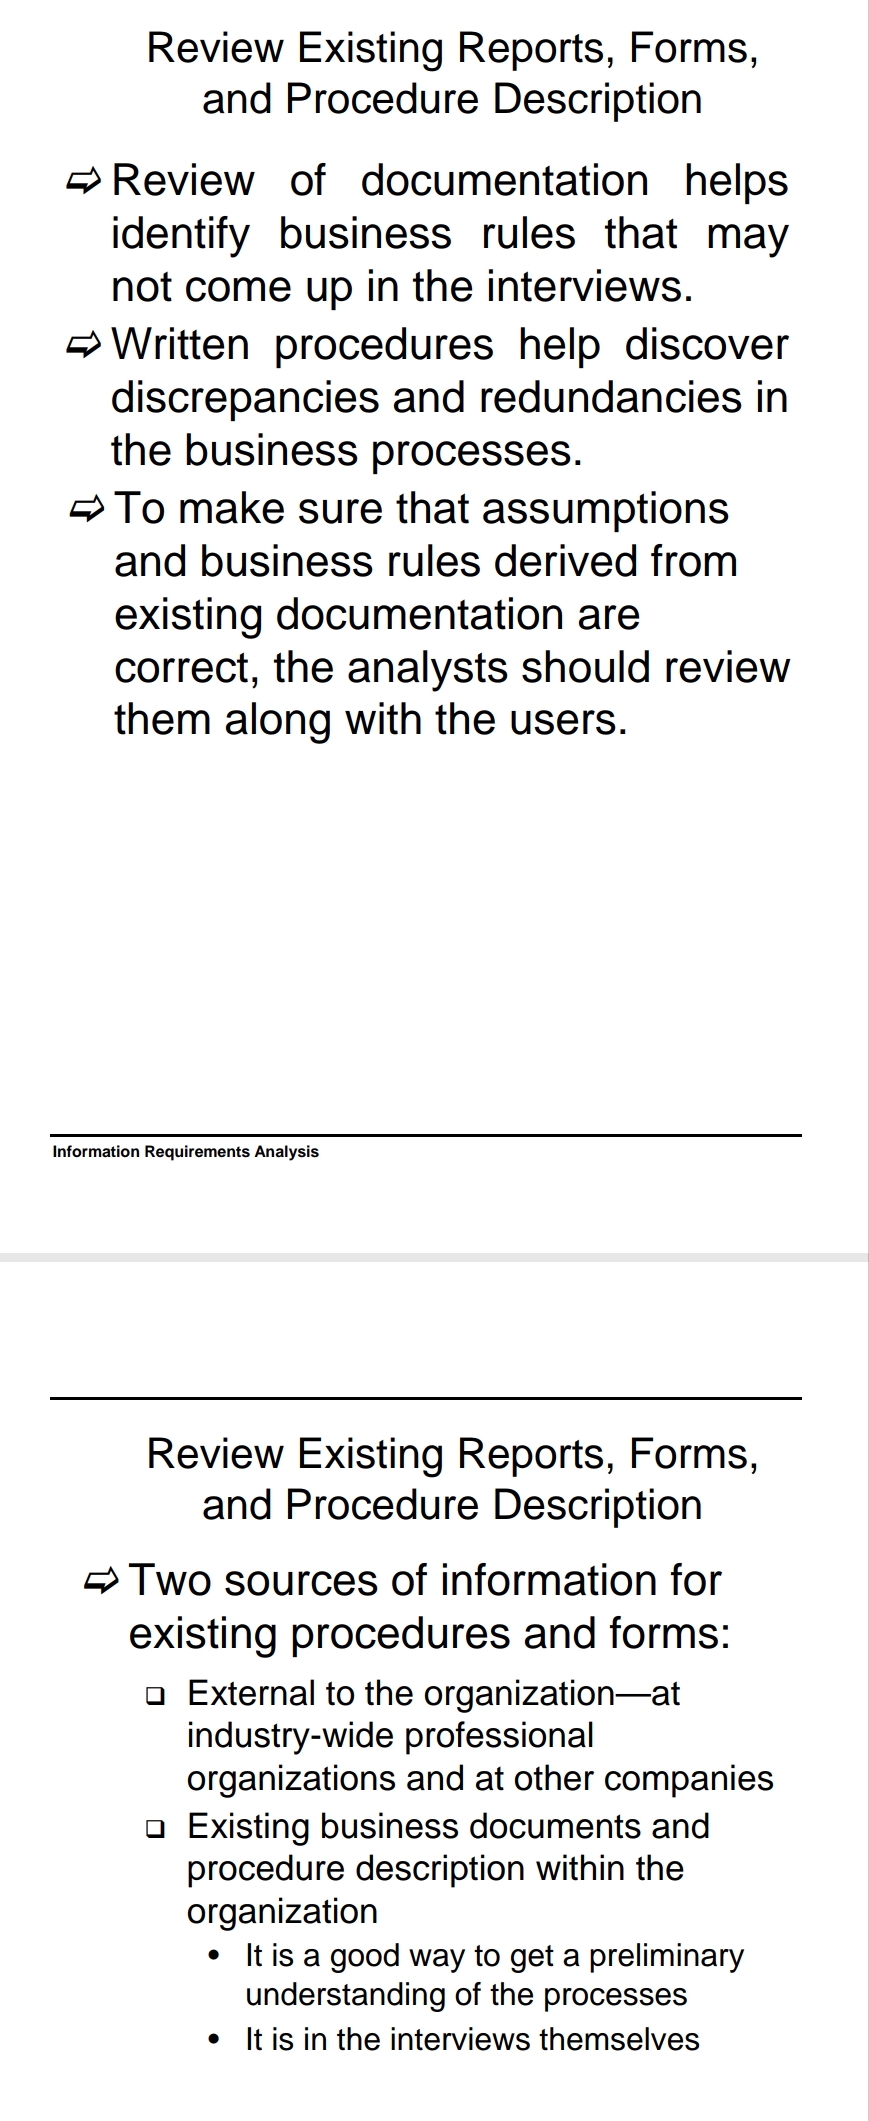 Review Existing Reports, Forms,
and Procedure Description
➯ Review of documentation helps
identify business rules that may
not come up in the interviews.
➯ Written procedures help discover
discrepancies and redundancies in
the business processes.
➯ To make sure that assumptions
and business rules derived from
existing documentation are
correct, the analysts should review
them along with the users.
Information Requirements Analysis
Review Existing Reports, Forms,
and Procedure Description
➯ Two sources of information for
existing procedures and forms:
❑ External to the organization—at
industry-wide professional
organizations and at other companies
❑ Existing business documents and
procedure description within the
organization
• It is a good way to get a preliminary
understanding of the processes
• It is in the interviews themselves